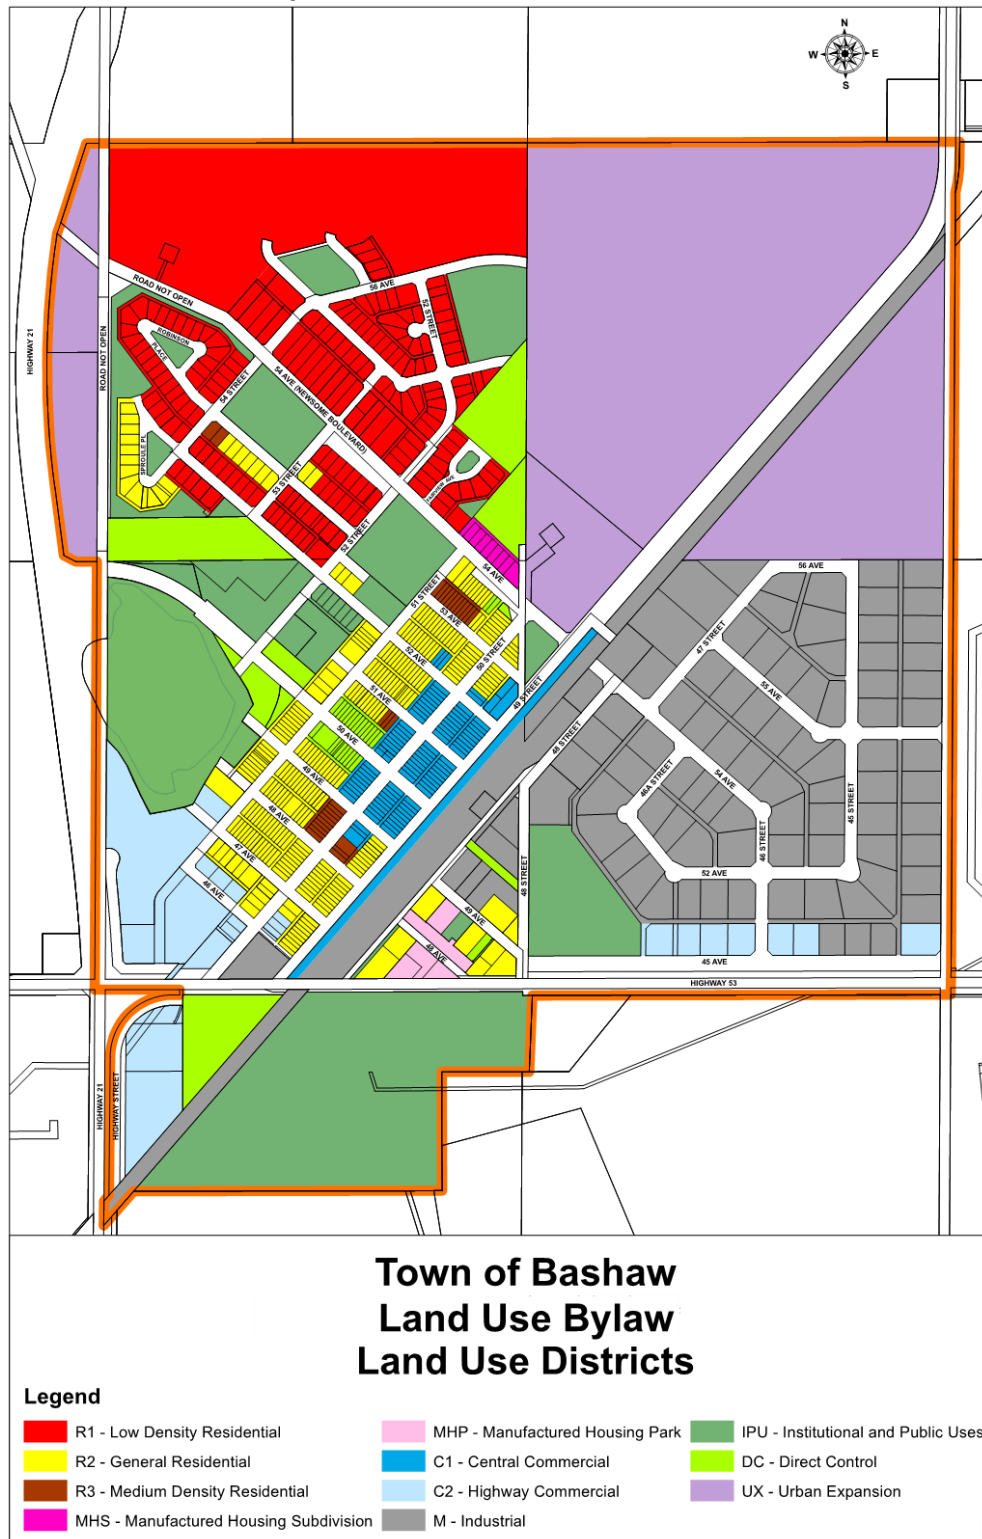 N
W E
S
HIGHWAY 21
ROAD NOT OPEN
ROAD NOT OPEN
56 AVE
52 STREET
ROBINSON
PLACE
54 STREET
54 AVE (NEWSOME BOULEVARD)
SPROULE PL
53 STREET
52 STREET
FAIRVIEW AVE
54 AVE
51 STREET
53 AVE
52 AVE
50 STREET
51 AVE
49 STREET
50 AVE
49 AVE
48 AVE
47 AVE
46 AVE
48 STREET
48 STREET
49 AVE
48 AVE
56 AVE
47 STREET
55 AVE
54 AVE
46A STREET
46 STREET
45 STREET
52 AVE
45 AVE
HIGHWAY 53
HIGHWAY 21
HIGHWAY STREET
Town of Bashaw
Land Use Bylaw
Land Use Districts
Legend
R1 - Low Density Residential
R2 - General Residential
R3 - Medium Density Residential
MHS - Manufactured Housing Subdivision
MHP - Manufactured Housing Park
C1 - Central Commercial
C2 - Highway Commercial
M - Industrial
IPU - Institutional and Public Uses
DC - Direct Control
UX - Urban Expansion